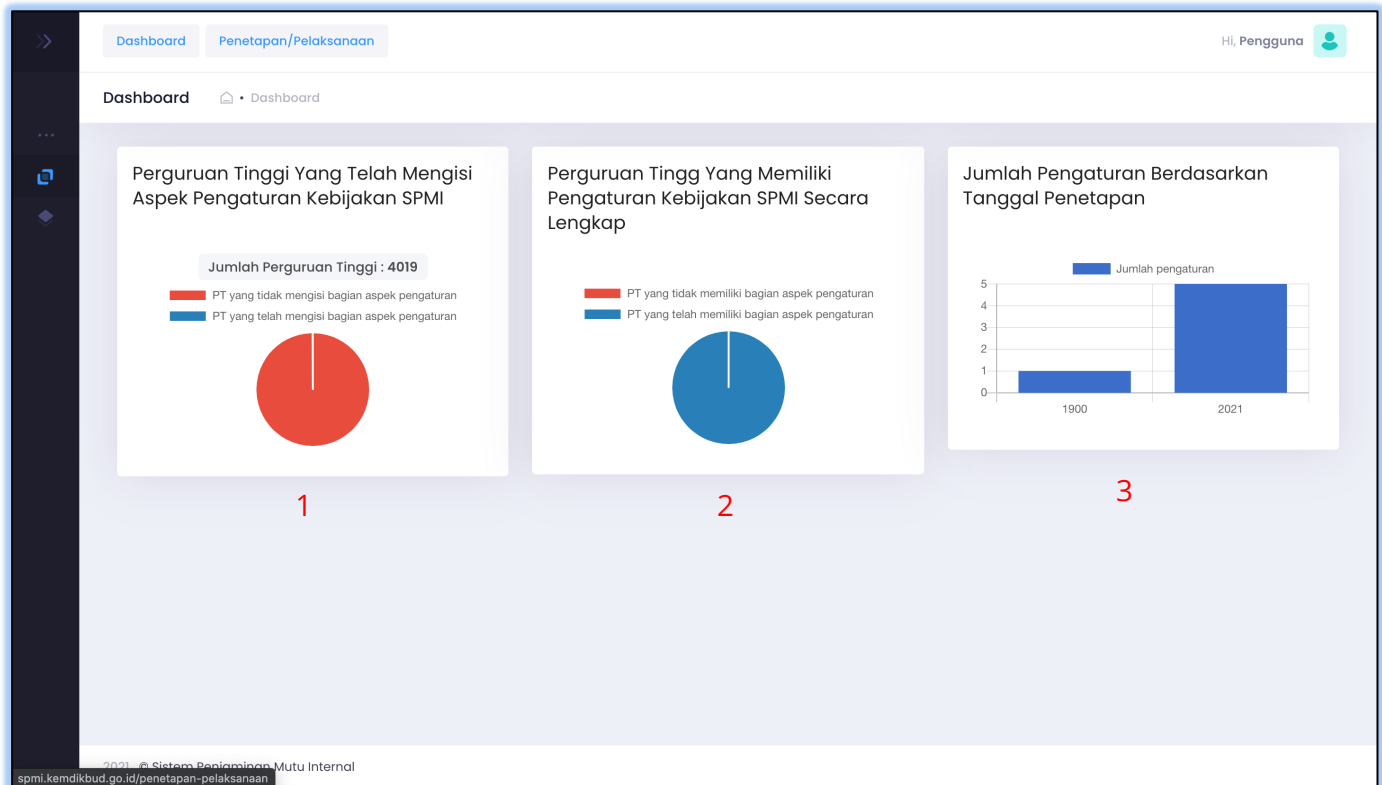 Dashboard
Penetapan/Pelaksanaan
Hi, Pengguna
Dashboard
• Dashboard
Perguruan Tinggi Yang Telah Mengisi
Aspek Pengaturan Kebijakan SPMI
Jumlah Perguruan Tinggi : 4019
PT yang tidak mengisi bagian aspek pengaturan
PT yang telah mengisi bagian aspek pengaturan
1
Perguruan Tingg Yang Memiliki
Pengaturan Kebijakan SPMI Secara
Lengkap
PT yang tidak memiliki bagian aspek pengaturan
PT yang telah memiliki bagian aspek pengaturan
2
Jumlah Pengaturan Berdasarkan
Tanggal Penetapan
Jumlah pengaturan
5
4
3
2
1
0
1900
2021
3
2021 © Sistem Penjaminan Mutu Internal
spmi.kemdikbud.go.id/penetapan-pelaksanaan